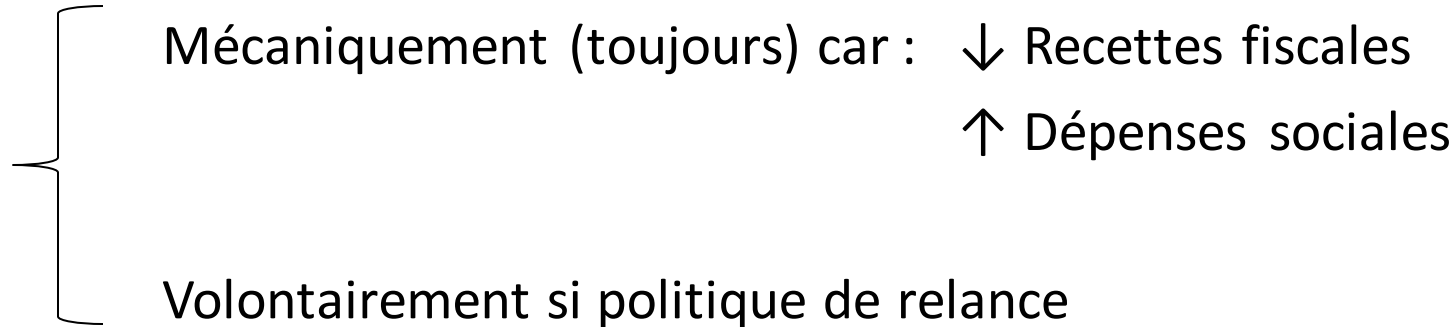 Mécaniquement (toujours) car : ↓ Recettes fiscales
↑ Dépenses sociales
Volontairement si politique de relance